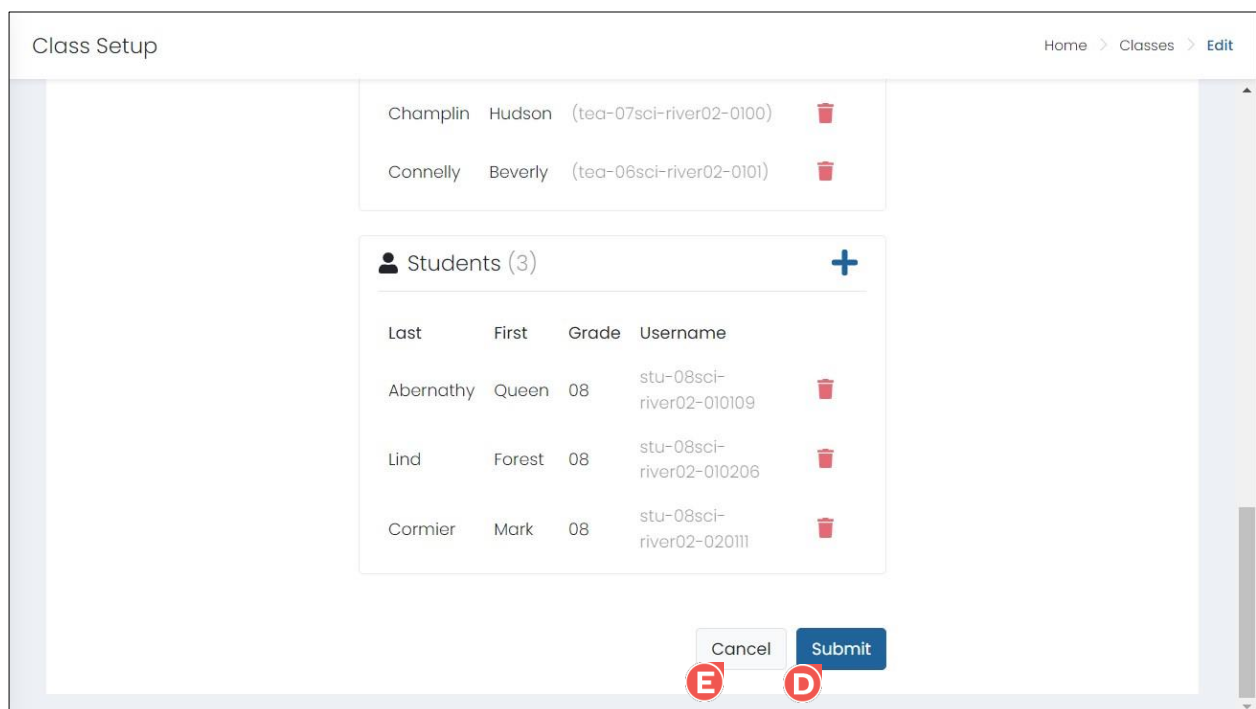 Class Setup
Home > Classes > Edit
Champlin Hudson (tea-07sci-river02-0100)
Connelly Beverly (tea-06sci-river02-0101)
Students (3)
Last First Grade Username
Abernathy Queen 08 stu-08sci-
river02-010109
Lind Forest 08 stu-08sci-
river02-010206
Cormier Mark 08 stu-08sci-
river02-020111
Cancel Submit
E D